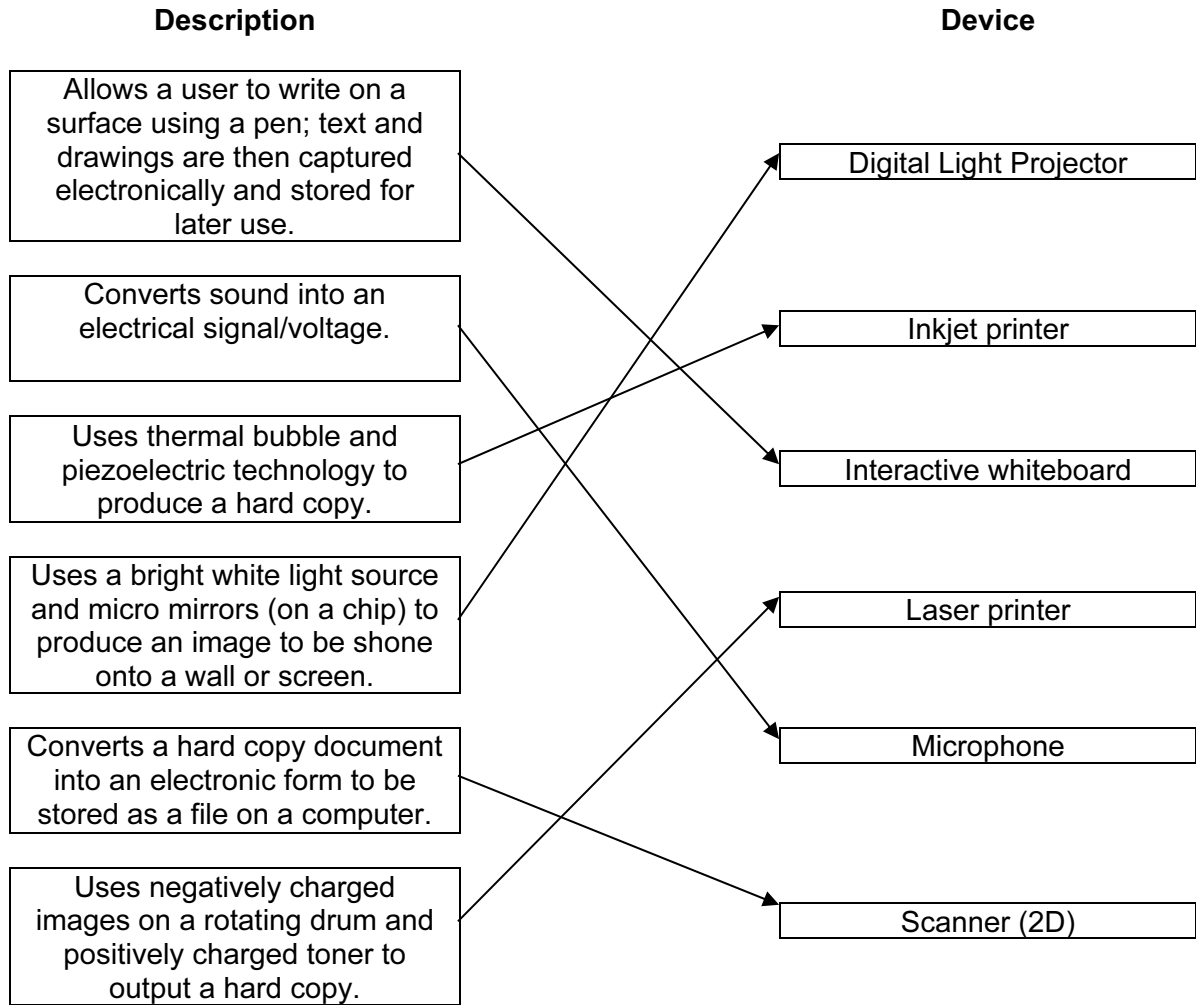 Description
Device
Allows a user to write on a
surface using a pen; text and
drawings are then captured
electronically and stored for
later use.
Digital Light Projector
Converts sound into an
electrical signal/voltage.
Inkjet printer
Uses thermal bubble and
piezoelectric technology to
produce a hard copy.
Interactive whiteboard
Uses a bright white light source
and micro mirrors (on a chip) to
produce an image to be shone
onto a wall or screen.
Laser printer
Converts a hard copy document
into an electronic form to be
stored as a file on a computer.
Microphone
Uses negatively charged
images on a rotating drum and
positively charged toner to
output a hard copy.
Scanner (2D)